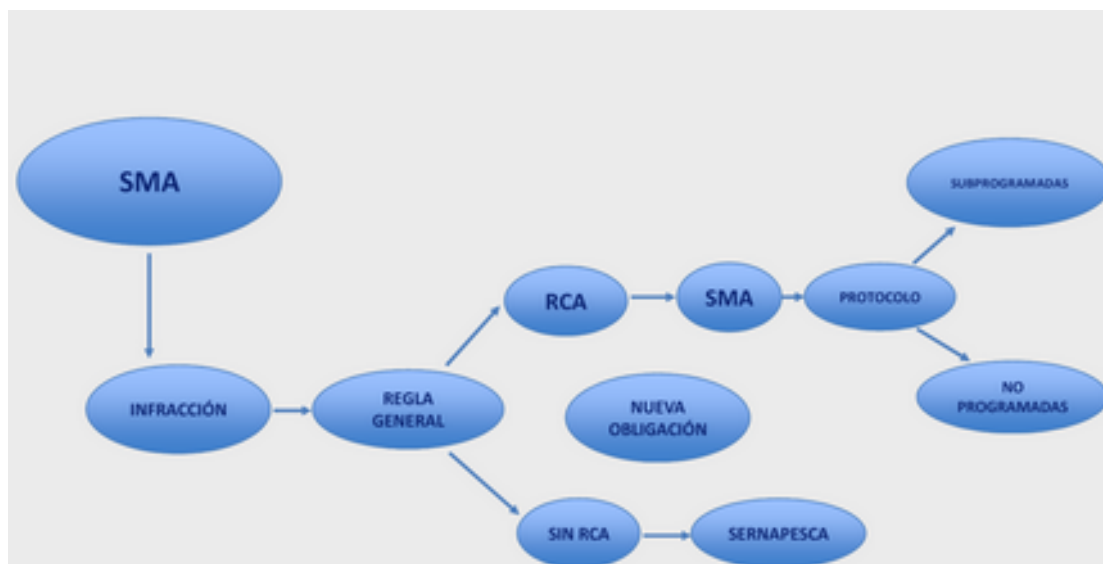 SMA
SUBPROGRAMADAS
RCA
SMA
PROTOCOLO
INFRACCIÓN
REGLA
GENERAL
NUEVA
OBLIGACIÓN
NO
PROGRAMADAS
SIN RCA
SERNAPESCA